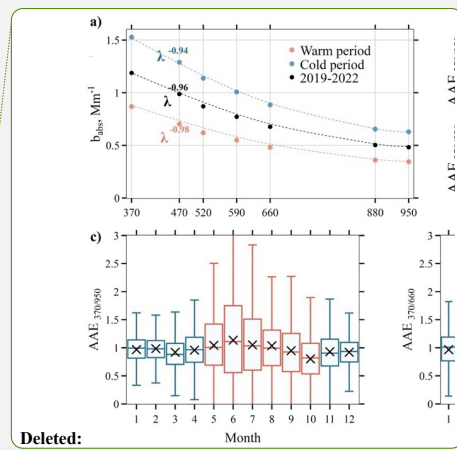 a)
1.5
1
0.5
0
b abs, Mm-1
λ -0.94
λ -0.96
λ -0.98
Warm period
Cold period
2019-2022
370 470 520 590 660 880 950
c)
3
2.5
2
1.5
1
0.5
0
AAE 370/950
1 2 3 4 5 6 7 8 9 10 11 12
Month
3
2.5
2
1.5
1
0.5
0
AAE 370/660
1
Deleted: